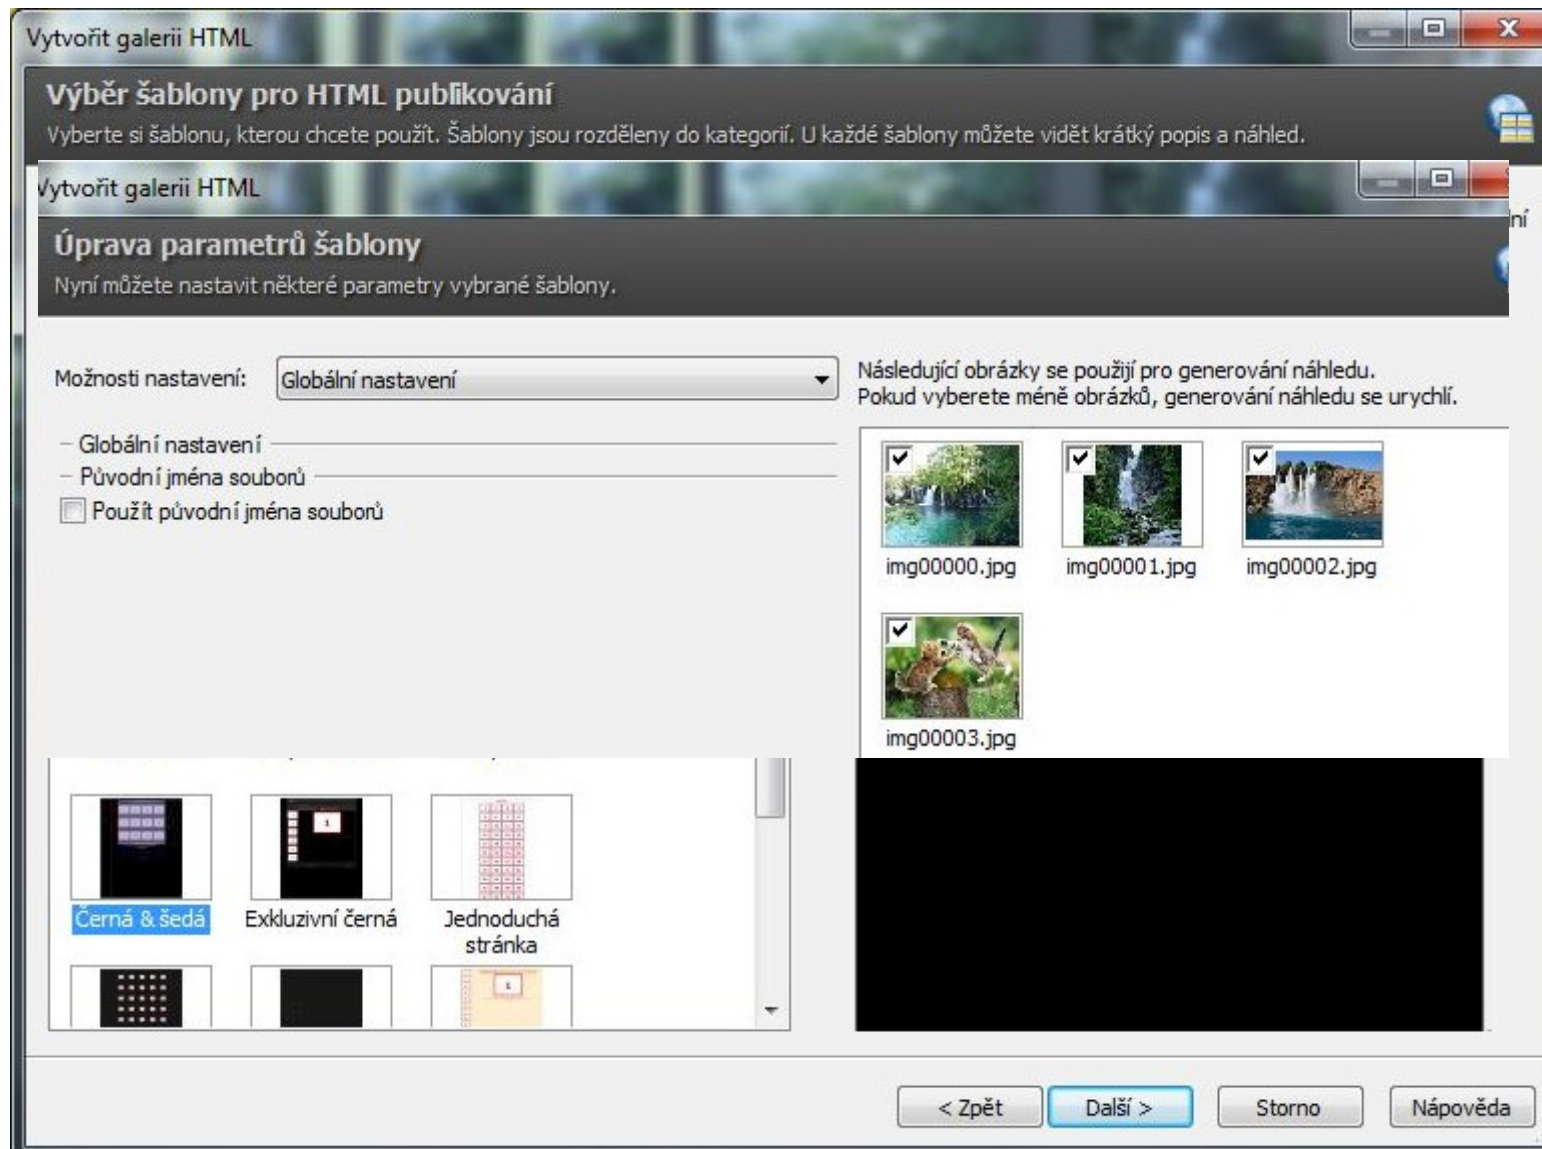 Vytvořit galerii HTML
Výběr šablony pro HTML publikování
Vyberte si šablonu, kterou chcete použít. Šablony jsou rozděleny do kategorií. U každé šablony můžete vidět krátký popis a náhled.
Vytvořit galerii HTML
Úprava parametrů šablony
Nyní můžete nastavit některé parametry vybrané šablony.
Možnosti nastavení:
Globální nastavení
Následující obrázky se použijí pro generování náhledu.
Pokud vyberete méně obrázků, generování náhledu se urychlí.
Globální nastavení
Původní jména souborů
Použít původní jména souborů
img00000.jpg
img00001.jpg
img00002.jpg
img00003.jpg
Černá & šedá
Exkluzivní černá
Jednoduchá
stránka
< Zpět
Další >
Storno
Nápověda